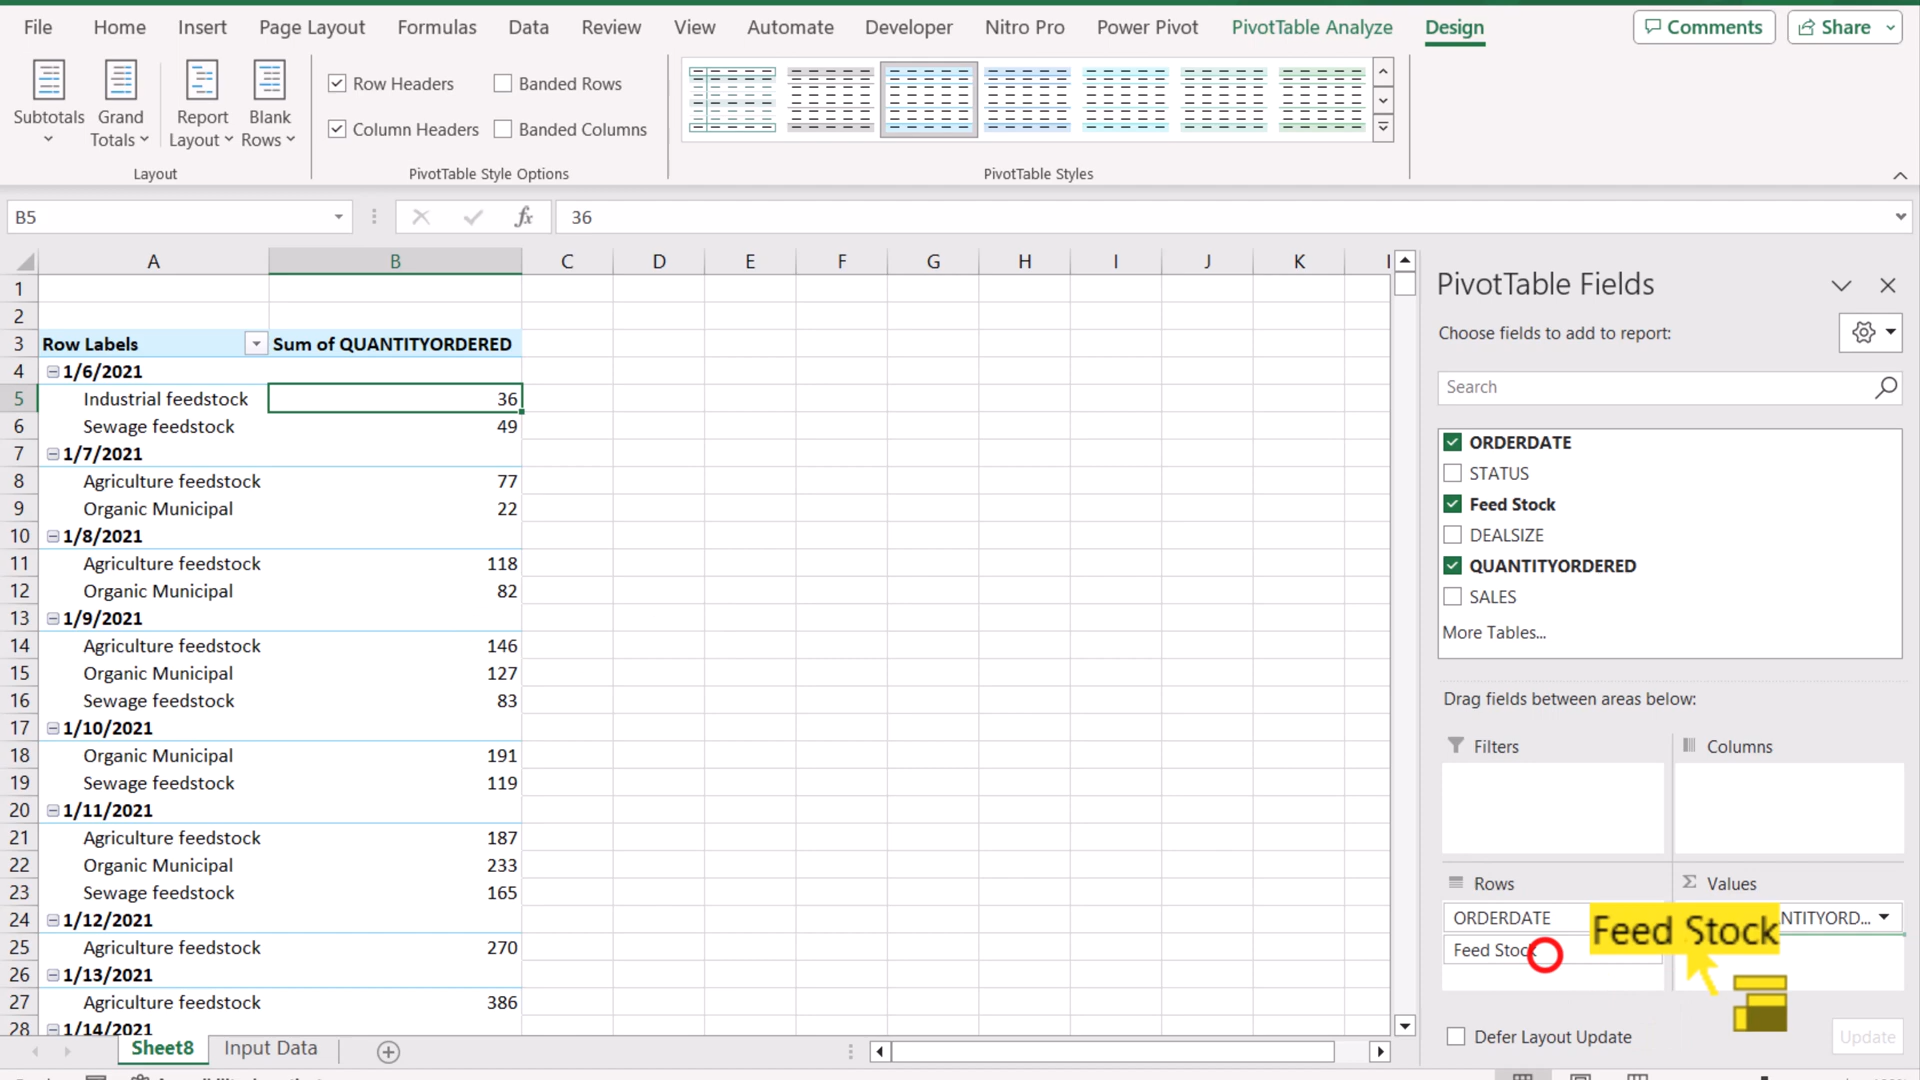 File Home Insert Page Layout Formulas Data Review View Automate Developer Nitro Pro Power Pivot PivotTable Analyze Design Comments Share
Subtotals
Grand Totals
Report Layout
Blank Rows
Row Headers
Banded Rows
Column Headers
Banded Columns
Layout
PivotTable Style Options
PivotTable Styles
B5
fx
36
A B C D E F G H I J K
1
2
3 Row Labels Sum of QUANTITYORDERED
4 1/6/2021
5 Industrial feedstock 36
6 Sewage feedstock 49
7 1/7/2021
8 Agriculture feedstock 77
9 Organic Municipal 22
10 1/8/2021
11 Agriculture feedstock 118
12 Organic Municipal 82
13 1/9/2021
14 Agriculture feedstock 146
15 Organic Municipal 127
16 Sewage feedstock 83
17 1/10/2021
18 Organic Municipal 191
19 Sewage feedstock 119
20 1/11/2021
21 Agriculture feedstock 187
22 Organic Municipal 233
23 Sewage feedstock 165
24 1/12/2021
25 Agriculture feedstock 270
26 1/13/2021
27 Agriculture feedstock 386
28 1/14/2021
Sheet8 Input Data
PivotTable Fields
Choose fields to add to report:
Search
ORDERDATE
STATUS
Feed Stock
DEALSIZE
QUANTITYORDERED
SALES
More Tables...
Drag fields between areas below:
Filters
Columns
Rows
Σ Values
ORDERDATE
NTITYORD...
Feed Stock
Feed Stock
Defer Layout Update
Update